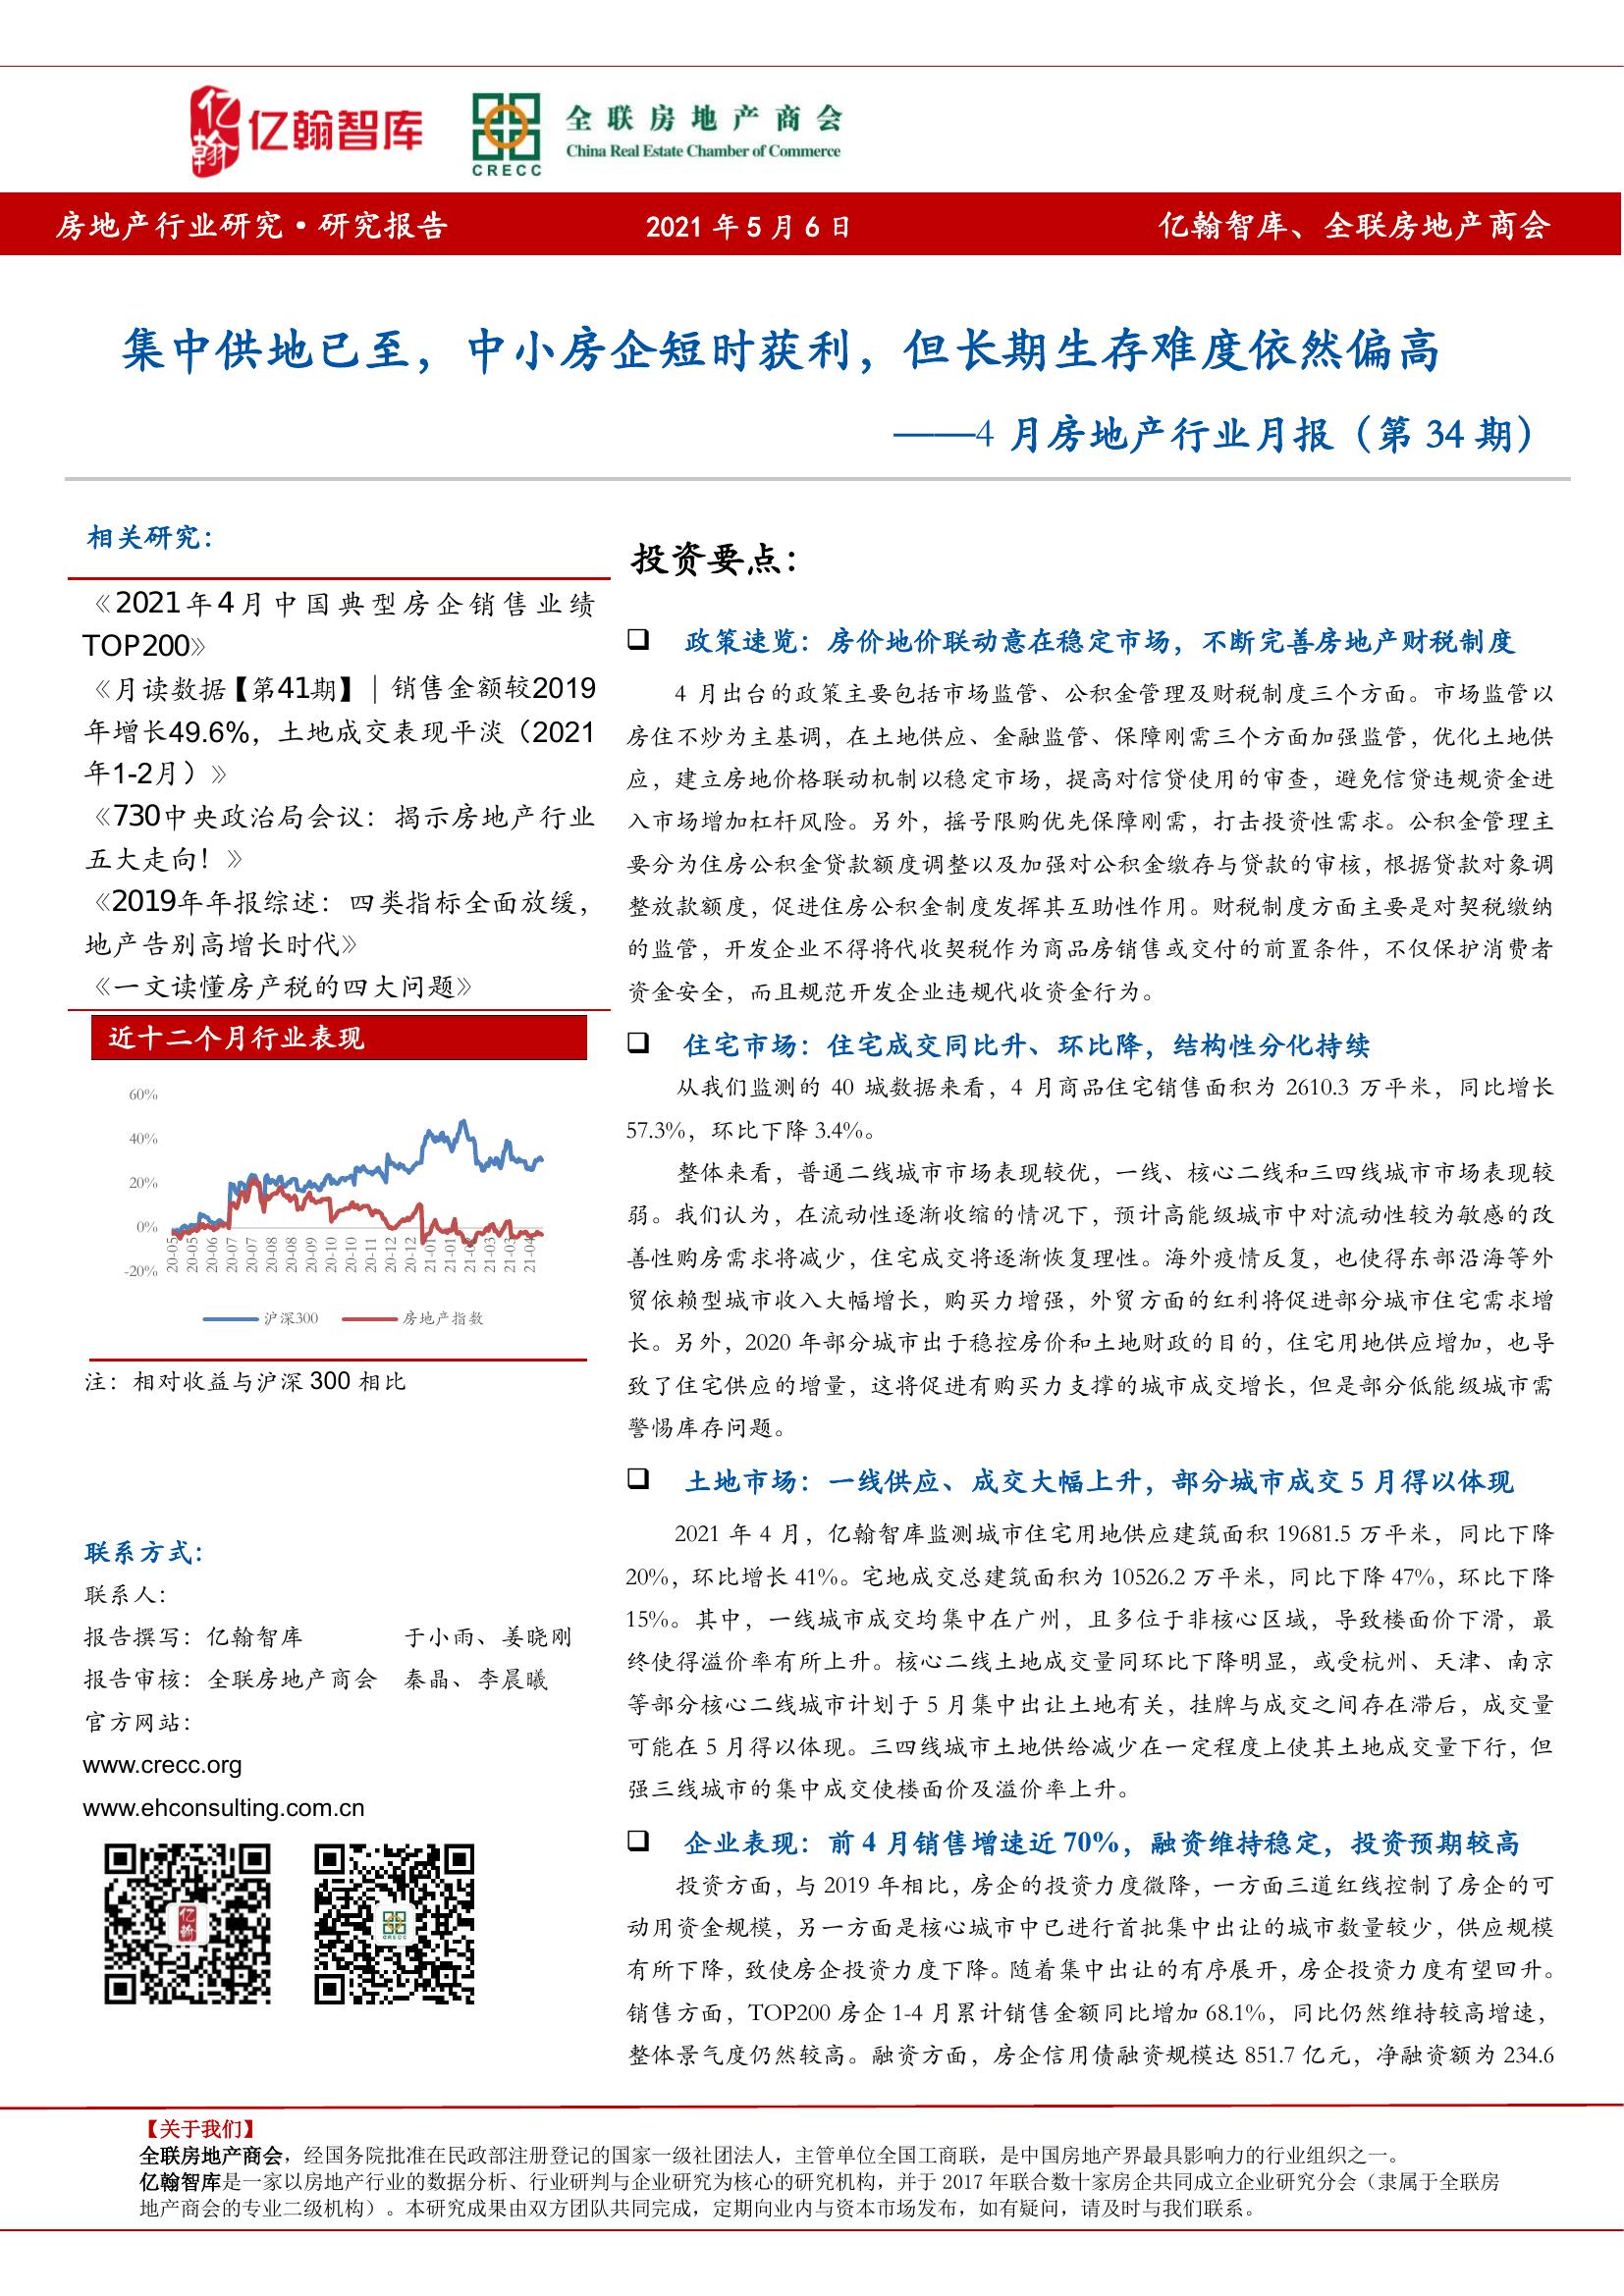 亿翰
亿翰智库
CRECC
全联房地产商会
China Real Estate Chamber of Commerce
房地产行业研究·研究报告
2021 年 5 月 6 日
亿翰智库、全联房地产商会
集中供地已至，中小房企短时获利，但长期生存难度依然偏高
——4 月房地产行业月报（第 34 期）
相关研究：
《2021年4月中国典型房企销售业绩
TOP200》
《月读数据【第41期】｜销售金额较2019
年增长49.6%，土地成交表现平淡（2021
年1-2月）》
《730中央政治局会议：揭示房地产行业
五大走向！》
《2019年年报综述：四类指标全面放缓，
地产告别高增长时代》
《一文读懂房产税的四大问题》
近十二个月行业表现
60%
40%
20%
0%
-20%
20-05
20-05
20-06
20-07
20-07
20-08
20-08
20-09
20-10
20-10
20-11
20-12
20-12
21-01
21-01
21-03
21-03
21-04
沪深300
房地产指数
注：相对收益与沪深 300 相比
联系方式：
联系人：
报告撰写：亿翰智库 于小雨、姜晓刚
报告审核：全联房地产商会 秦晶、李晨曦
官方网站：
www.crecc.org
www.ehconsulting.com.cn
亿翰
CRECC
投资要点：
政策速览：房价地价联动意在稳定市场，不断完善房地产财税制度
4 月出台的政策主要包括市场监管、公积金管理及财税制度三个方面。市场监管以
房住不炒为主基调，在土地供应、金融监管、保障刚需三个方面加强监管，优化土地供
应，建立房地价格联动机制以稳定市场，提高对信贷使用的审查，避免信贷违规资金进
入市场增加杠杆风险。另外，摇号限购优先保障刚需，打击投资性需求。公积金管理主
要分为住房公积金贷款额度调整以及加强对公积金缴存与贷款的审核，根据贷款对象调
整放款额度，促进住房公积金制度发挥其互助性作用。财税制度方面主要是对契税缴纳
的监管，开发企业不得将代收契税作为商品房销售或交付的前置条件，不仅保护消费者
资金安全，而且规范开发企业违规代收资金行为。
住宅市场：住宅成交同比升、环比降，结构性分化持续
从我们监测的 40 城数据来看，4 月商品住宅销售面积为 2610.3 万平米，同比增长
57.3%，环比下降 3.4%。
整体来看，普通二线城市市场表现较优，一线、核心二线和三四线城市市场表现较
弱。我们认为，在流动性逐渐收缩的情况下，预计高能级城市中对流动性较为敏感的改
善性购房需求将减少，住宅成交将逐渐恢复理性。海外疫情反复，也使得东部沿海等外
贸依赖型城市收入大幅增长，购买力增强，外贸方面的红利将促进部分城市住宅需求增
长。另外，2020 年部分城市出于稳控房价和土地财政的目的，住宅用地供应增加，也导
致了住宅供应的增量，这将促进有购买力支撑的城市成交增长，但是部分低能级城市需
警惕库存问题。
土地市场：一线供应、成交大幅上升，部分城市成交 5 月得以体现
2021 年 4 月，亿翰智库监测城市住宅用地供应建筑面积 19681.5 万平米，同比下降
20%，环比增长 41%。宅地成交总建筑面积为 10526.2 万平米，同比下降 47%，环比下降
15%。其中，一线城市成交均集中在广州，且多位于非核心区域，导致楼面价下滑，最
终使得溢价率有所上升。核心二线土地成交量同环比下降明显，或受杭州、天津、南京
等部分核心二线城市计划于 5 月集中出让土地有关，挂牌与成交之间存在滞后，成交量
可能在 5 月得以体现。三四线城市土地供给减少在一定程度上使其土地成交量下行，但
强三线城市的集中成交使楼面价及溢价率上升。
企业表现：前 4 月销售增速近 70%，融资维持稳定，投资预期较高
投资方面，与 2019 年相比，房企的投资力度微降，一方面三道红线控制了房企的可
动用资金规模，另一方面是核心城市中已进行首批集中出让的城市数量较少，供应规模
有所下降，致使房企投资力度下降。随着集中出让的有序展开，房企投资力度有望回升。
销售方面，TOP200 房企 1-4 月累计销售金额同比增加 68.1%，同比仍然维持较高增速，
整体景气度仍然较高。融资方面，房企信用债融资规模达 851.7 亿元，净融资额为 234.6
【关于我们】
全联房地产商会，经国务院批准在民政部注册登记的国家一级社团法人，主管单位全国工商联，是中国房地产界最具影响力的行业组织之一。
亿翰智库是一家以房地产行业的数据分析、行业研判与企业研究为核心的研究机构，并于 2017 年联合数十家房企共同成立企业研究分会（隶属于全联房
地产商会的专业二级机构）。本研究成果由双方团队共同完成，定期向业内与资本市场发布，如有疑问，请及时与我们联系。